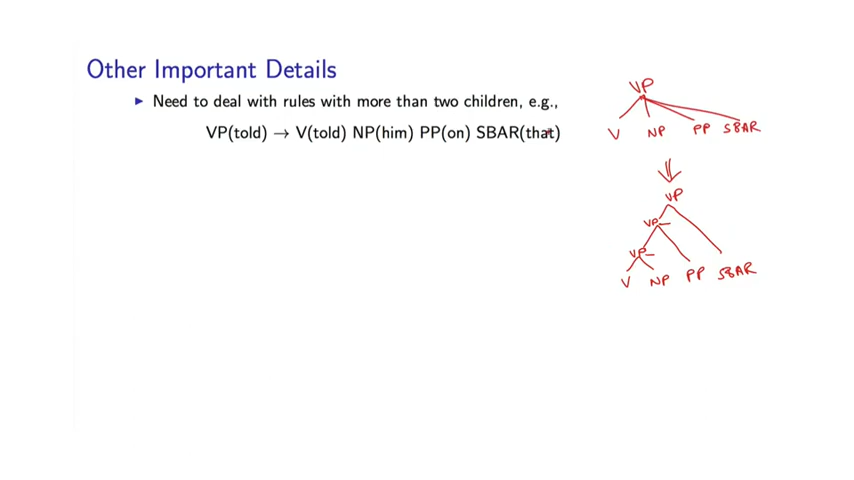 Other Important Details
▶ Need to deal with rules with more than two children, e.g.,
VP(told) → V(told) NP(him) PP(on) SBAR(that)
VP
V NP PP SBAR
⇓
VP
VP-
VP-
V NP PP SBAR